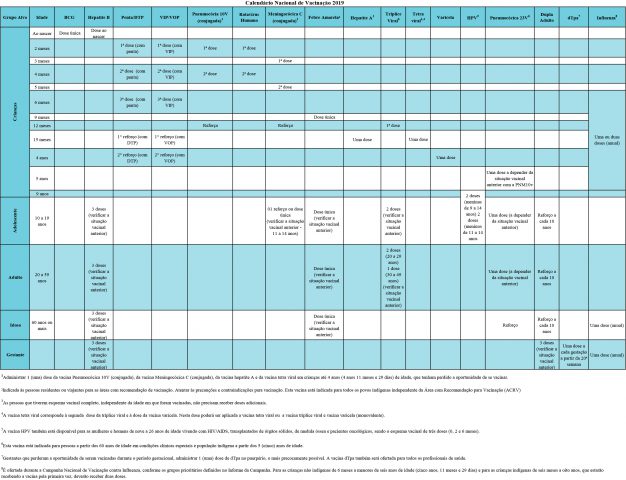 Calendário Nacional de Vacinação 2019
Grupo Alvo Idade BCG Hepatite B Penta/DTP VIP/VOP Pneumocócica 10V (conjugada)¹ Rotavírus Humano Meningocócica C (conjugada)¹ Febre Amarela² Hepatite A¹ Tríplice Viral³ Tetra viral Varicela HPV Pneumocócica 23V Dupla Adulto dTpa Influenza
Crianças
Ao nascer Dose única Dose ao nascer
2 meses 1ª dose (com penta) 1ª dose (com VIP) 1ª dose 1ª dose
3 meses 1ª dose
4 meses 2ª dose (com penta) 2ª dose (com VIP) 2ª dose 2ª dose
5 meses 2ª dose
6 meses 3ª dose (com penta) 3ª dose (com VIP)
9 meses Dose única
12 meses Reforço Reforço 1ª dose
15 meses 1º reforço (com DTP) 1º reforço (com VOP) Uma dose Uma dose
4 anos 2º reforço (com DTP) 2º reforço (com VOP) Uma dose
5 anos Uma dose a depender da situação vacinal anterior com a PNM10v
9 anos
Uma ou duas doses (anual)
2 doses (meninas de 9 a 14 anos) 2 doses (meninos de 11 a 14 anos
Adolescente 10 a 19 anos 3 doses (verificar a situação vacinal anterior) 01 reforço ou dose única (verificar a situação vacinal anterior - 11 a 14 anos) Dose única (verificar a situação vacinal anterior) 2 doses (verificar a situação vacinal anterior) Uma dose (a depender da situação vacinal anterior) Reforço a cada 10 anos
Adulto 20 a 59 anos 3 doses (verificar a situação vacinal anterior) Dose única (verificar a situação vacinal anterior) 2 doses (20 a 29 anos) 1 dose (30 a 49 anos) (verificar a situação vacinal anterior) Uma dose (a depender da situação vacinal anterior) Reforço a cada 10 anos
Idoso 60 anos ou mais 3 doses (verificar a situação vacinal anterior) Dose única (verificar a situação vacinal anterior) Reforço Reforço a cada 10 anos Uma dose (anual)
Gestante 3 doses (verificar a situação vacinal anterior) 3 doses (verificar a situação vacinal anterior) Uma dose a cada gestação a partir da 20ª semana Uma dose (anual)
¹Administrar 1 (uma) dose da vacina Pneumocócica 10V (conjugada), da vacina Meningocócica C (conjugada), da vacina hepatite A e da vacina tetra viral em crianças até 4 anos (4 anos 11 meses e 29 dias) de idade, que tenham perdido a oportunidade de se vacinar.
²Indicada às pessoas residentes ou viajantes para as áreas com recomendação de vacinação. Atentar às precauções e contraindicações para vacinação. Esta vacina está indicada para todos os povos indígenas independente da Área com Recomendação para Vacinação (ACRV)
³As pessoas que tiverem esquema vacinal completo, independente da idade em que foram vacinadas, não precisam receber doses adicionais.
⁴A vacina tetra viral corresponde à segunda dose da tríplice viral e à dose da vacina varicela. Nesta dose poderá ser aplicada a vacina tetra viral ou a vacina tríplice viral e vacina varicela (monovalente).
⁵A vacina HPV também está disponível para as mulheres e homens de nove a 26 anos de idade vivendo com HIV/AIDS, transplantados de órgãos sólidos, de medula óssea e pacientes oncológicos, sendo o esquema vacinal de três doses (0, 2 e 6 meses).
⁶Esta vacina está indicada para pessoas a partir dos 60 anos de idade em condições clínicas especiais e população indígena a partir dos 5 (cinco) anos de idade.
⁷Gestantes que perderam a oportunidade de serem vacinadas durante o período gestacional, administrar 1 (uma) dose de dTpa no puerpério, o mais precocemente possível. A vacina dTpa também será ofertada para todos os profissionais da saúde.
⁸É ofertada durante a Campanha Nacional de Vacinação contra Influenza, conforme os grupos prioritários definidos no Informe da Campanha. Para as crianças não indígenas de 6 meses a menores de seis anos de idade (cinco anos, 11 meses e 29 dias) e para as crianças indígenas de seis meses a oito anos, que estarão
recebendo a vacina pela primeira vez, deverão receber duas doses.